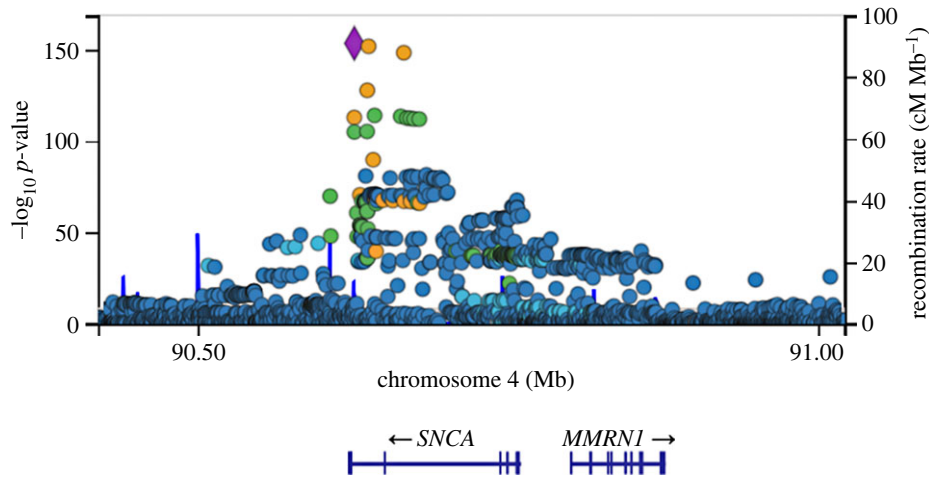 −log10 p-value
150
100
50
0
100
80
60
40
20
0
recombination rate (cM Mb−1)
90.50
91.00
chromosome 4 (Mb)
← SNCA
MMRN1 →